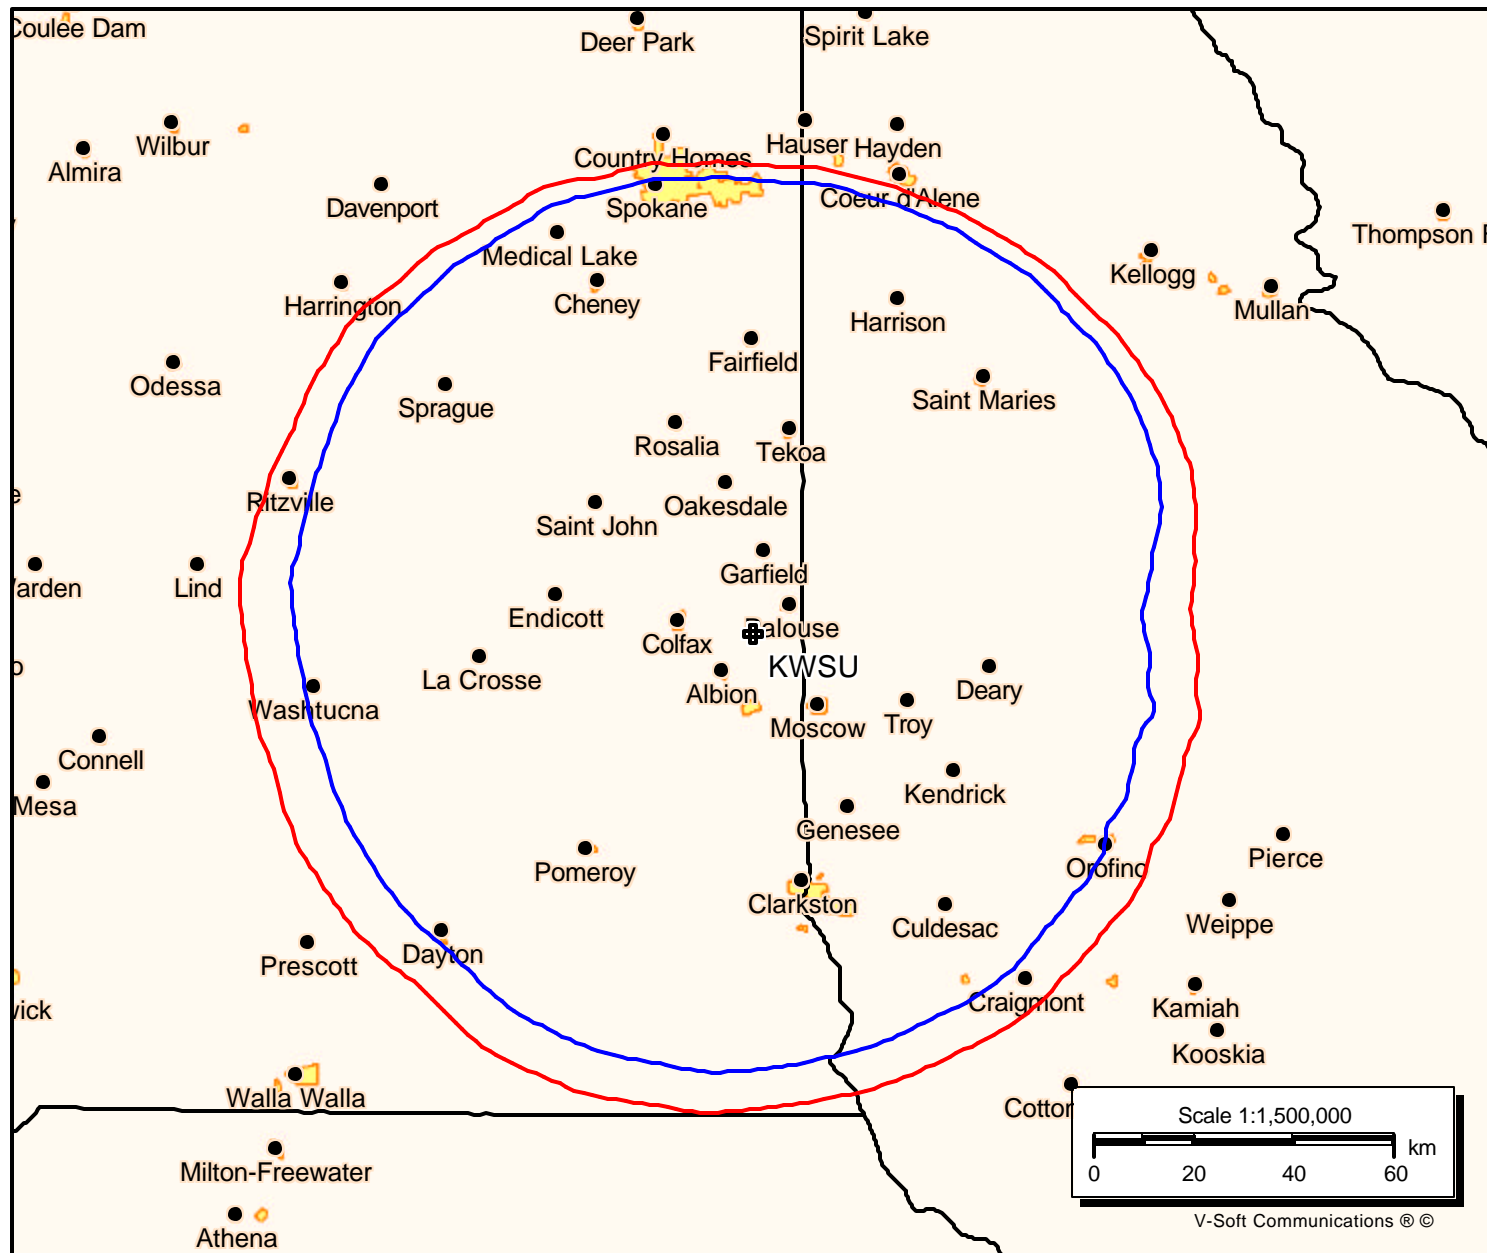 Coulee Dam
Deer Park
Spirit Lake
Wilbur
Country Homes
Hauser
Hayden
Almira
Davenport
Spokane
Coeur d'Alene
Thompson
Medical Lake
Kellogg
Harrington
Cheney
Harrison
Mullan
Odessa
Fairfield
Sprague
Saint Maries
Rosalia
Tekoa
Ritzville
Oakesdale
Saint John
Garfield
arden
Lind
Endicott
Palouse
Colfax
KWSU
La Crosse
Albion
Deary
Washtucna
Moscow
Troy
Connell
Mesa
Kendrick
Genesee
Pomeroy
Orofino
Pierce
Clarkston
Culdesac
Weippe
Prescott
Dayton
wick
Craigmont
Kamiah
Kooskia
Walla Walla
Cottor
Scale 1:1,500,000
km
0 20 40 60
Milton-Freewater
Athena
V-Soft Communications ® ©